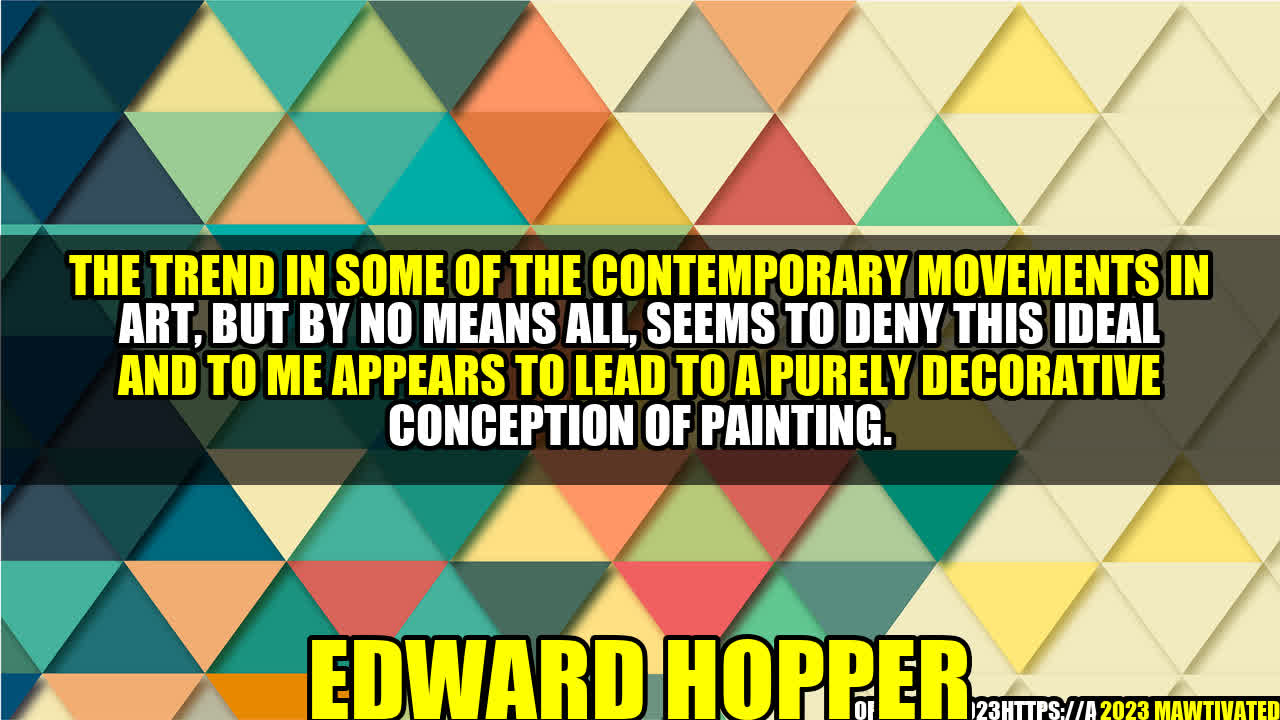 THE TREND IN SOME OF THE CONTEMPORARY MOVEMENTS IN
ART, BUT BY NO MEANS ALL, SEEMS TO DENY THIS IDEAL
AND TO ME APPEARS TO LEAD TO A PURELY DECORATIVE
CONCEPTION OF PAINTING.
EDWARD HOPPER
023HTTPS://A 2023 MAWTIVATED